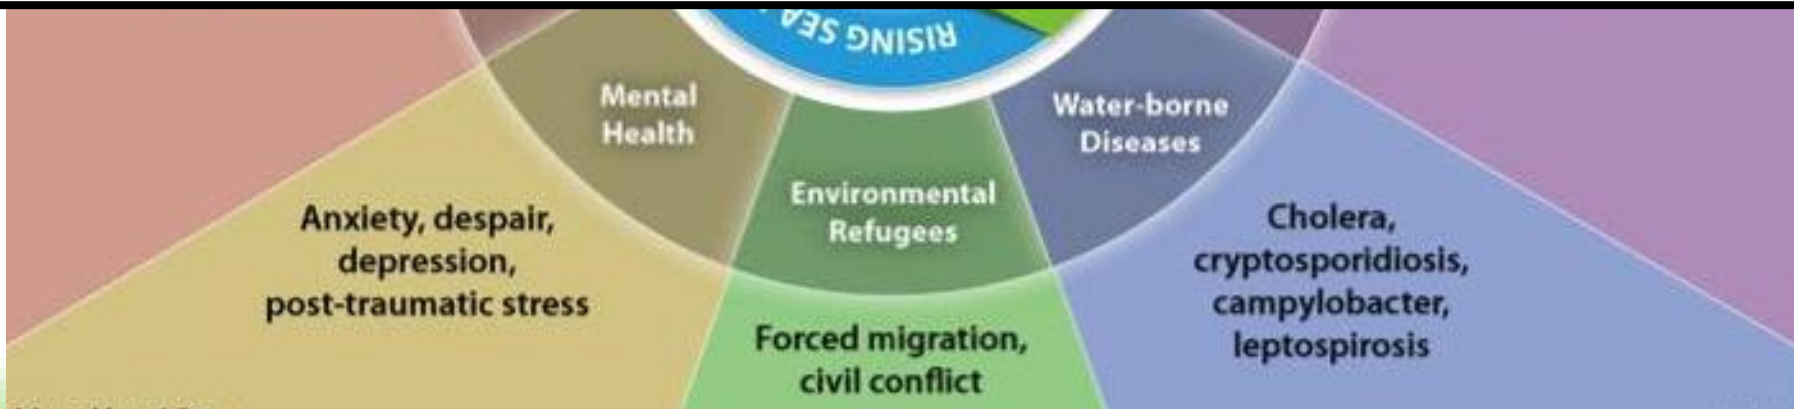 RISING SEA
Mental
Health
Water-borne
Diseases
Environmental
Refugees
Anxiety, despair,
depression,
post-traumatic stress
Cholera,
cryptosporidiosis,
campylobacter,
leptospirosis
Forced migration,
civil conflict